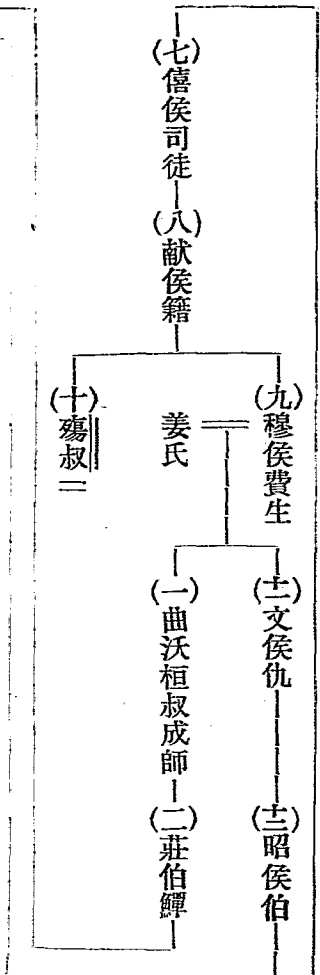 (七)僖侯司徒
(八)献侯籍
(九)穆侯費生
姜氏
(十)殤叔
(十一)文侯仇
(十二)昭侯伯
(一)曲沃桓叔成師
(二)莊伯鱓